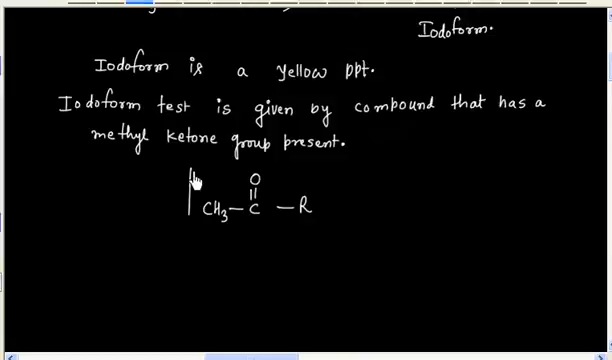 Iodoform.
Iodoform is a yellow ppt.
Iodoform test is given by compound that has a
methyl ketone group present.
O
||
CH3 — C — R